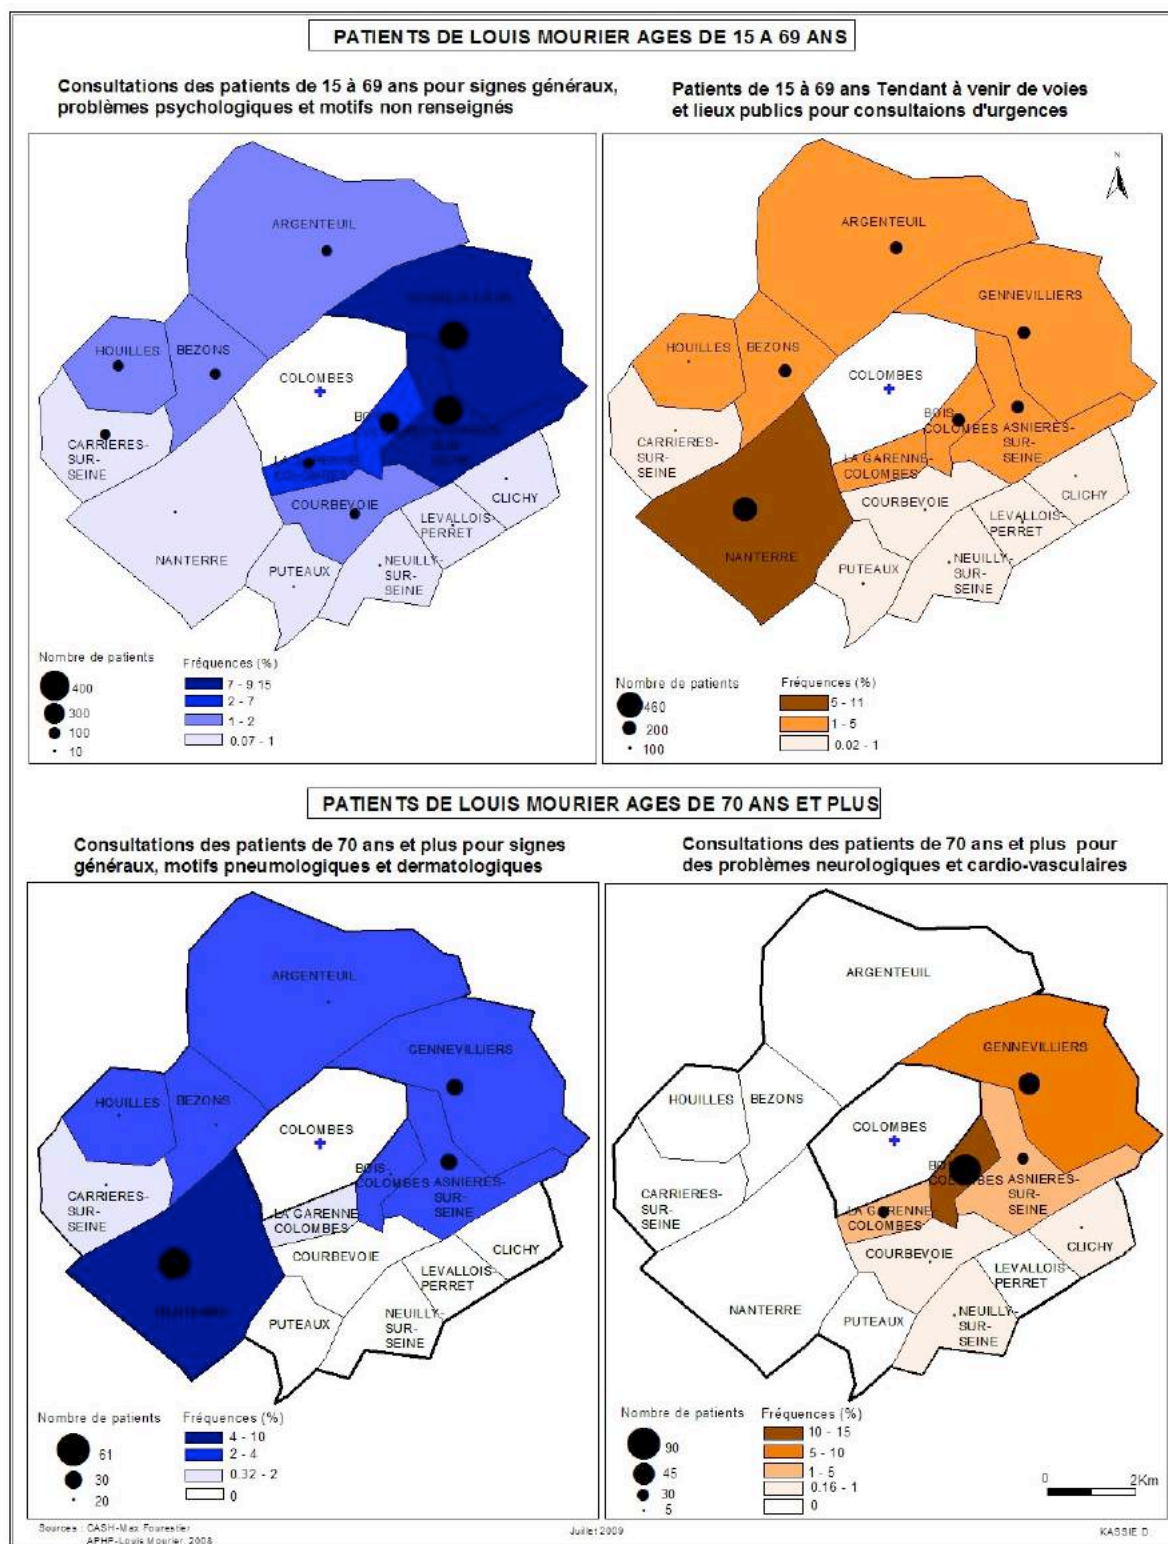 PATIENTS DE LOUIS MOURIER AGES DE 15 A 69 ANS
Consultations des patients de 15 à 69 ans pour signes généraux,
problèmes psychologiques et motifs non renseignés
ARGENTEUIL
HOUILLES
BEZONS
COLOMBES
CARRIERES-
SUR-
SEINE
LA GARENNE
COLOMBES
COURBEVOIE
CLICHY
LEVALLOIS-
PERRET
NANTERRE
PUTEAUX
NEUILLY-
SUR-
SEINE
Nombre de patients
400
300
100
10
Fréquences (%)
7 - 9.15
2 - 7
1 - 2
0.07 - 1
Patients de 15 à 69 ans Tendant à venir de voies
et lieux publics pour consultaions d'urgences
N
ARGENTEUIL
GENNEVILLIERS
HOUILLES
BEZONS
COLOMBES
BOIS
COLOMBES
ASNIERES-
SUR-
SEINE
CARRIERES-
SUR-
SEINE
LA GARENNE-
COLOMBES
COURBEVOIE
CLICHY
LEVALLOIS-
PERRET
NANTERRE
PUTEAUX
NEUILLY-
SUR-
SEINE
Nombre de patients
460
200
100
Fréquences (%)
5 - 11
1 - 5
0.02 - 1
PATIENTS DE LOUIS MOURIER AGES DE 70 ANS ET PLUS
Consultations des patients de 70 ans et plus pour signes
généraux, motifs pneumologiques et dermatologiques
ARGENTEUIL
GENNEVILLIERS
HOUILLES
BEZONS
COLOMBES
BOIS
COLOMBES
ASNIERES-
SUR-
SEINE
CARRIERES-
SUR-
SEINE
LA GARENNE
COLOMBES
COURBEVOIE
CLICHY
LEVALLOIS-
PERRET
PUTEAUX
NEUILLY-
SUR-
SEINE
Nombre de patients
61
30
20
Fréquences (%)
4 - 10
2 - 4
0.32 - 2
0
Consultations des patients de 70 ans et plus pour
des problèmes neurologiques et cardio-vasculaires
ARGENTEUIL
GENNEVILLIERS
HOUILLES
BEZONS
COLOMBES
BOIS
COLOMBES
ASNIERES-
SUR-
SEINE
CARRIERES-
SUR-
SEINE
LA GARENNE
COLOMBES
COURBEVOIE
CLICHY
LEVALLOIS-
PERRET
NANTERRE
PUTEAUX
NEUILLY-
SUR-
SEINE
Nombre de patients
90
45
30
5
Fréquences (%)
10 - 15
5 - 10
1 - 5
0.16 - 1
0
0 2Km
Sources : CASH-Max Fourestier
APHP-Louis Mourier, 2008
Juillet 2009
KASSIE D.